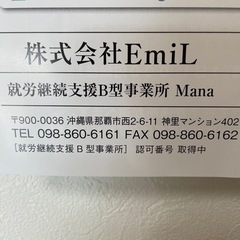 株式会社EmiL
就労継続支援B型事業所 Mana
〒900-0036 沖縄県那覇市西2-6-11 神里マンション402
TEL 098-860-6161 FAX 098-860-6162
[就労継続支援B型事業所] 認可番号 取得中